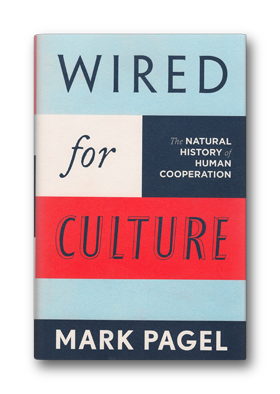 WIRED
for
The NATURAL
HISTORY of
HUMAN
COOPERATION
CULTURE
MARK PAGEL